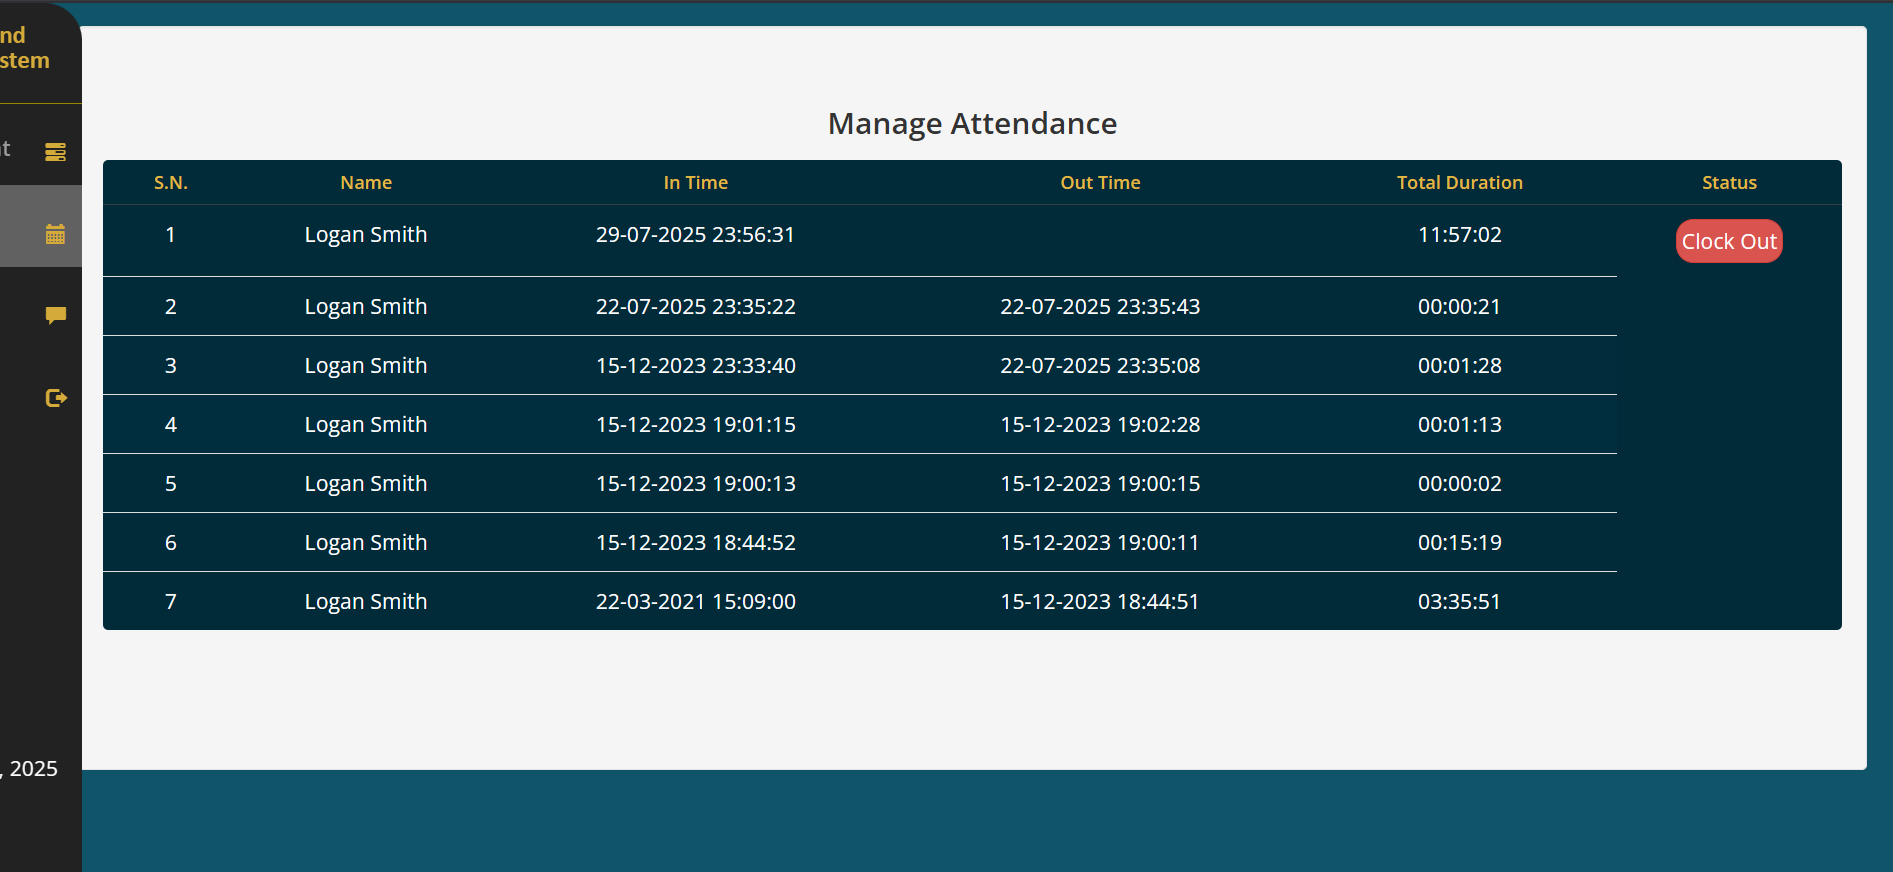 nd
stem
t
, 2025
Manage Attendance
S.N. Name In Time Out Time Total Duration Status
1 Logan Smith 29-07-2025 23:56:31 11:57:02 Clock Out
2 Logan Smith 22-07-2025 23:35:22 22-07-2025 23:35:43 00:00:21
3 Logan Smith 15-12-2023 23:33:40 22-07-2025 23:35:08 00:01:28
4 Logan Smith 15-12-2023 19:01:15 15-12-2023 19:02:28 00:01:13
5 Logan Smith 15-12-2023 19:00:13 15-12-2023 19:00:15 00:00:02
6 Logan Smith 15-12-2023 18:44:52 15-12-2023 19:00:11 00:15:19
7 Logan Smith 22-03-2021 15:09:00 15-12-2023 18:44:51 03:35:51